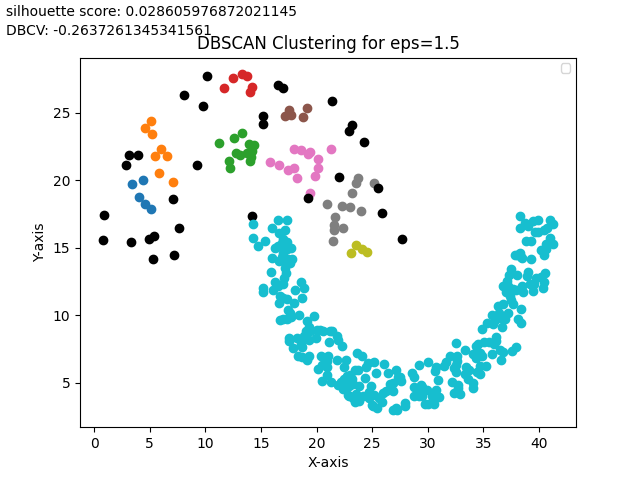 silhouette score: 0.028605976872021145
DBCV: -0.2637261345341561
DBSCAN Clustering for eps=1.5
25
20
15
10
5
Y-axis
0 5 10 15 20 25 30 35 40
X-axis